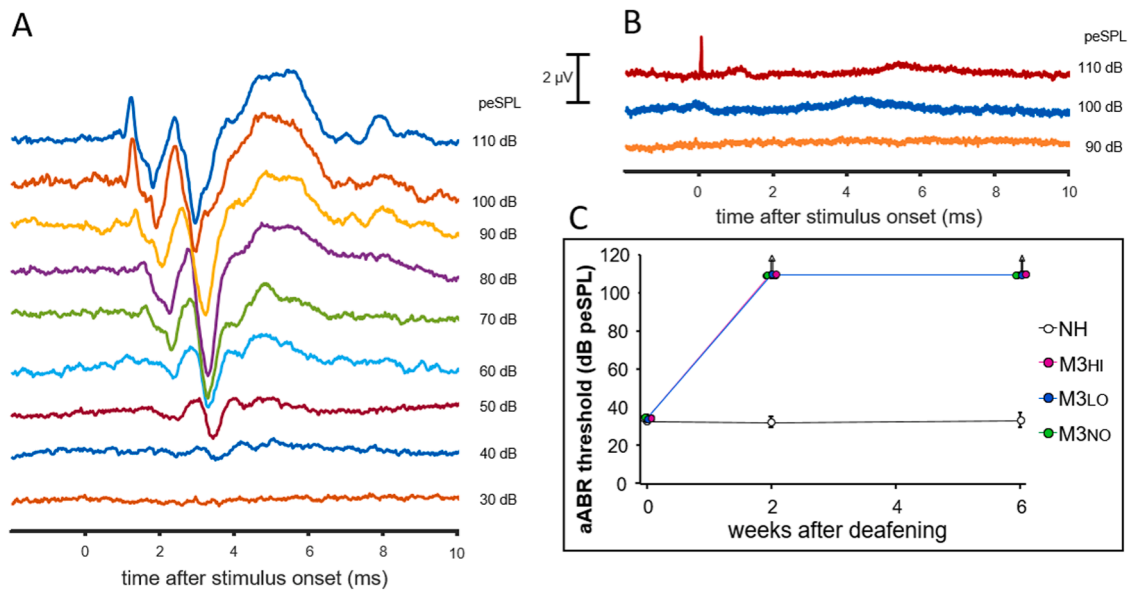 A
peSPL
110 dB
100 dB
90 dB
80 dB
70 dB
60 dB
50 dB
40 dB
30 dB
0 2 4 6 8 10
time after stimulus onset (ms)
2 µV
B
peSPL
110 dB
100 dB
90 dB
0 2 4 6 8 10
time after stimulus onset (ms)
C
aABR threshold (dB peSPL)
120
100
80
60
40
20
0
0 2 4 6
weeks after deafening
NH
M3HI
M3LO
M3NO